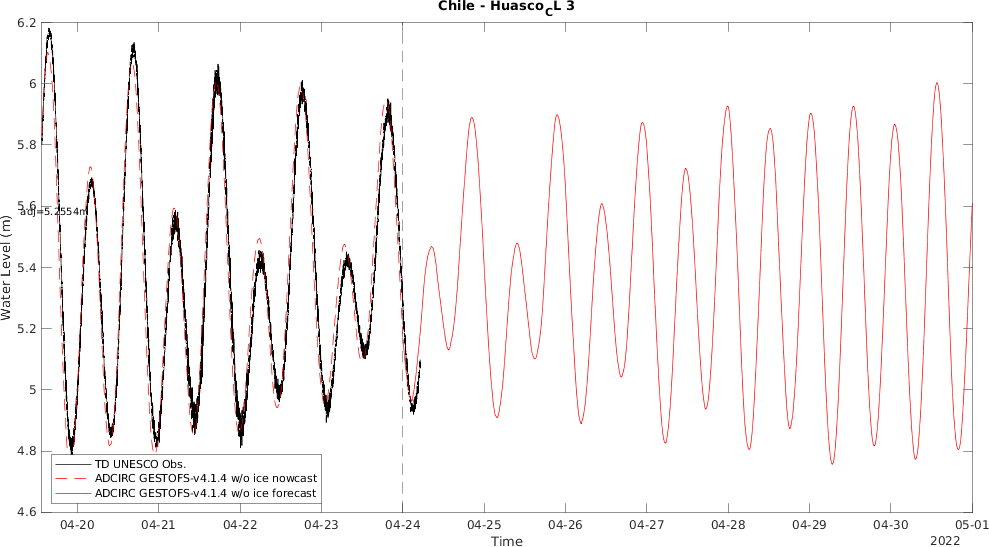 Chile - Huasco_CL 3
6.2
6
5.8
5.6
adj=5.2554m
5.4
5.2
5
4.8
4.6
Water Level (m)
TD UNESCO Obs.
ADCIRC GESTOFS-v4.1.4 w/o ice nowcast
ADCIRC GESTOFS-v4.1.4 w/o ice forecast
04-20 04-21 04-22 04-23 04-24 04-25 04-26 04-27 04-28 04-29 04-30 05-01
Time
2022